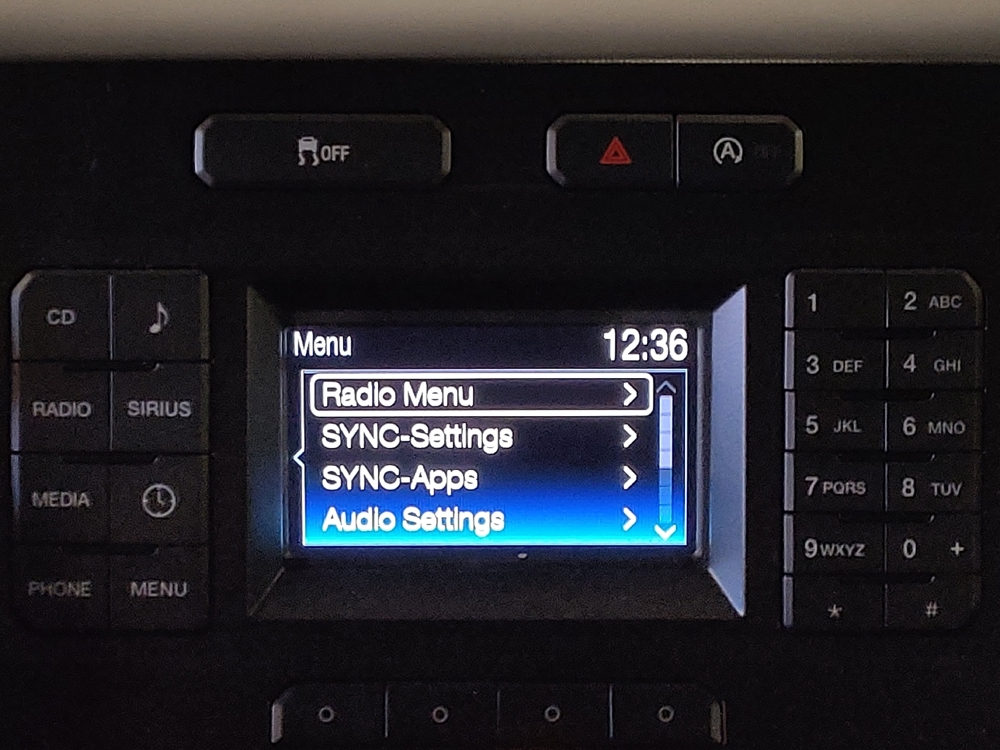 OFF
A OFF
CD
RADIO SIRIUS
MEDIA
PHONE MENU
Menu 12:36
Radio Menu
SYNC-Settings
SYNC-Apps
Audio Settings
1 2 ABC
3 DEF 4 GHI
5 JKL 6 MNO
7 PQRS 8 TUV
9 WXYZ 0 +
* #